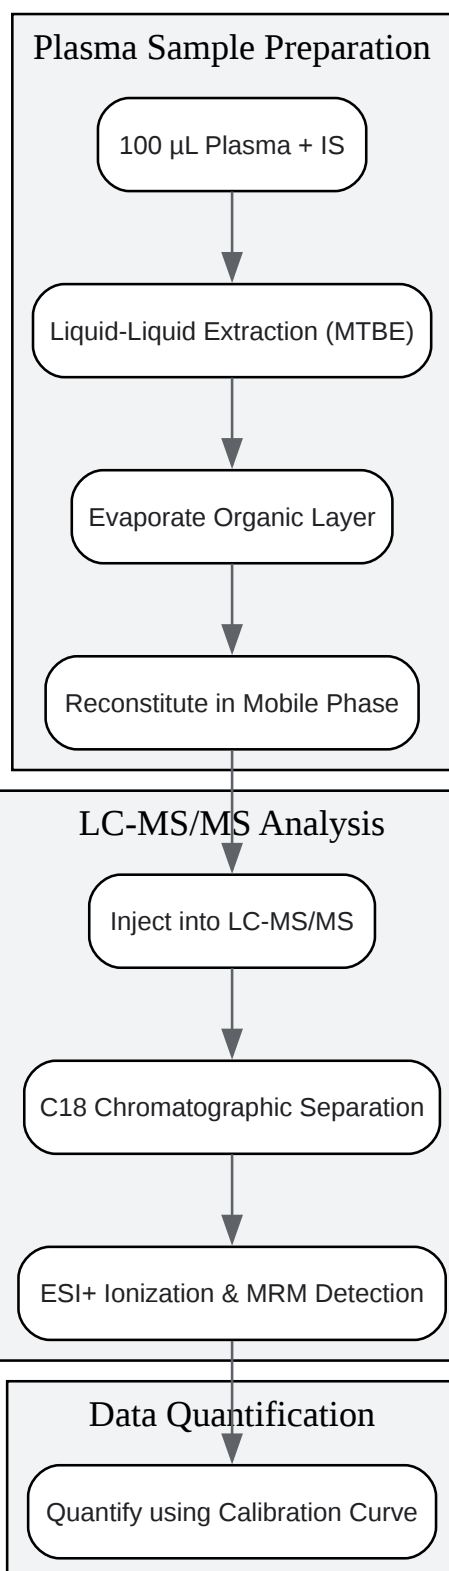 Plasma Sample Preparation
100 µL Plasma + IS
Liquid-Liquid Extraction (MTBE)
Evaporate Organic Layer
Reconstitute in Mobile Phase
LC-MS/MS Analysis
Inject into LC-MS/MS
C18 Chromatographic Separation
ESI+ Ionization & MRM Detection
Data Quantification
Quantify using Calibration Curve